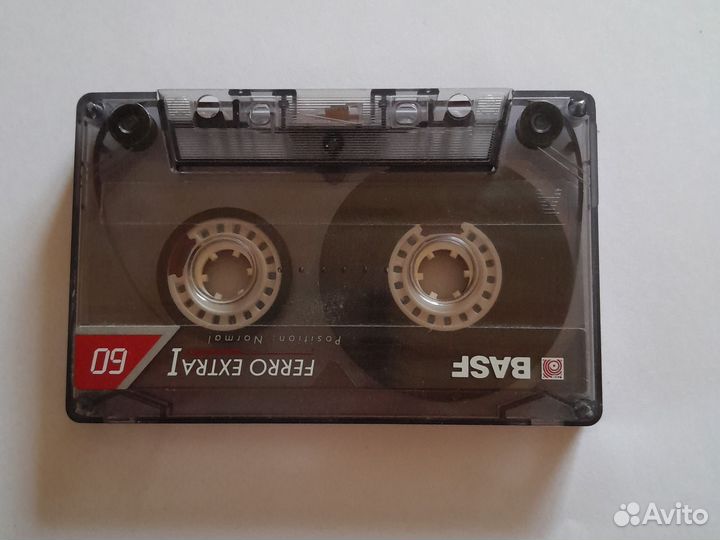 BASF
FERRO EXTRA I
60
Position: Normal
Avito